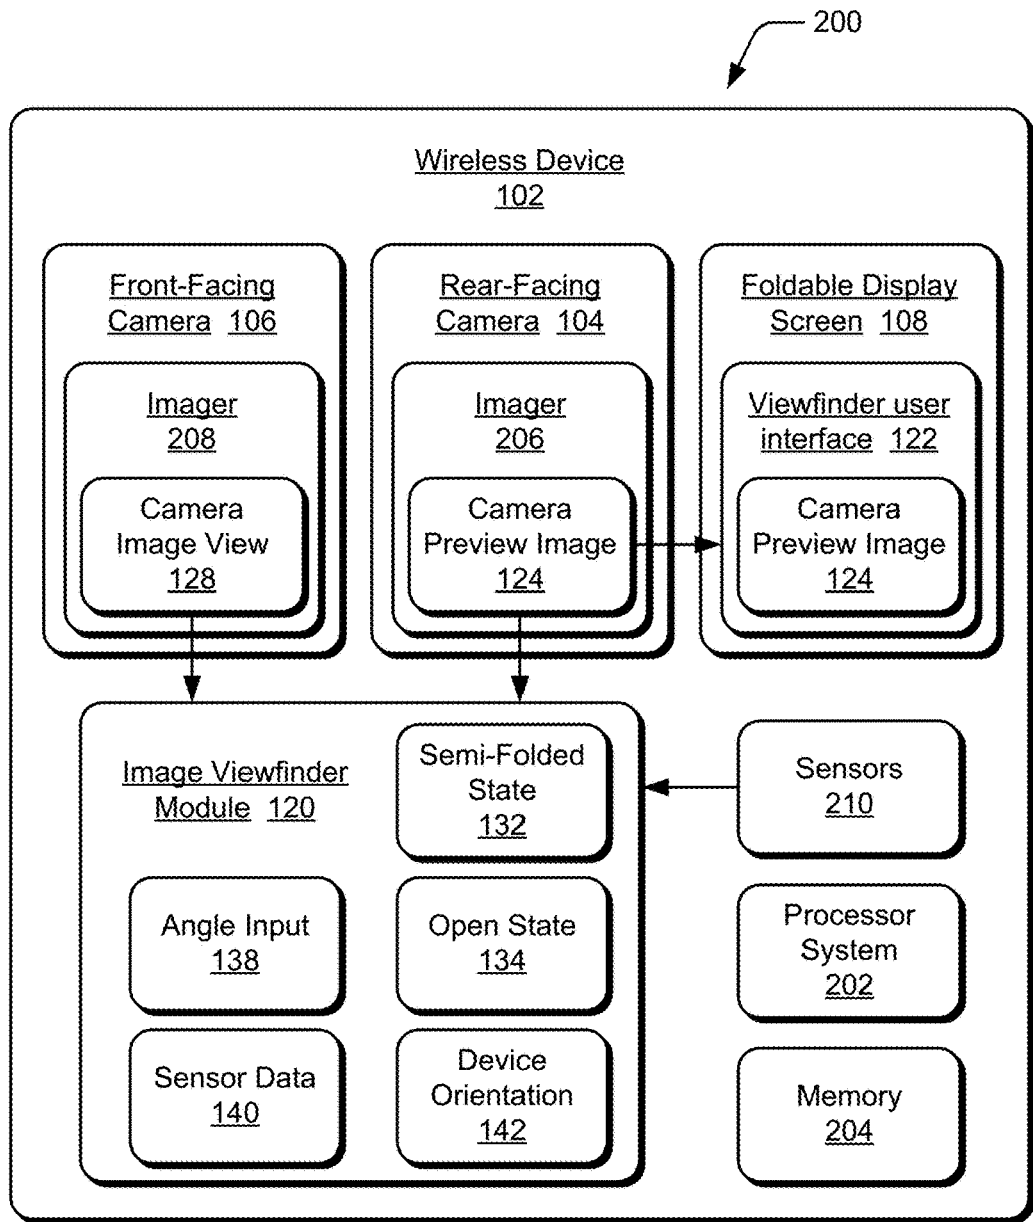 200
Wireless Device
102
Front-Facing
Camera 106
Imager
208
Camera
Image View
128
Rear-Facing
Camera 104
Imager
206
Camera
Preview Image
124
Foldable Display
Screen 108
Viewfinder user
interface 122
Camera
Preview Image
124
Image Viewfinder
Module 120
Semi-Folded
State
132
Angle Input
138
Open State
134
Sensor Data
140
Device
Orientation
142
Sensors
210
Processor
System
202
Memory
204